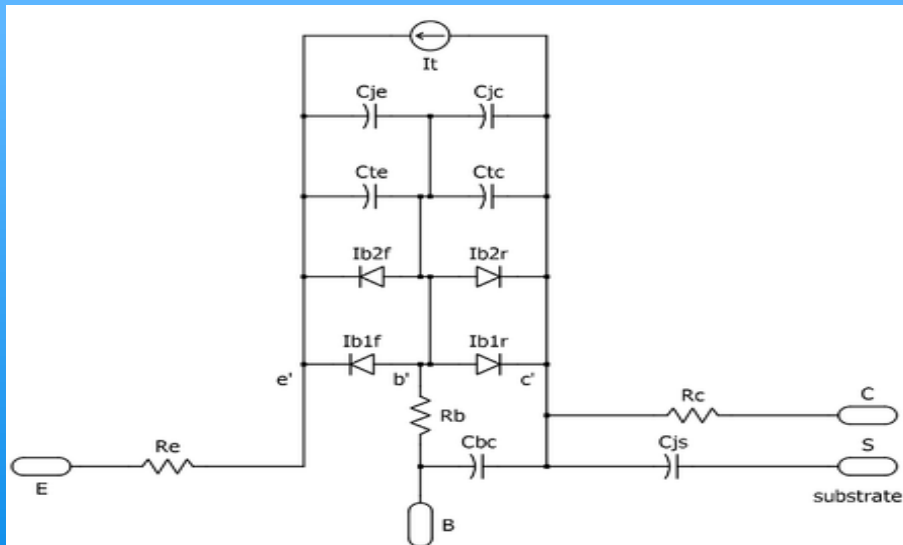 It
Cje
Cjc
Cte
Ctc
Ib2f
Ib2r
Ib1f
Ib1r
e'
b'
c'
Rb
Rc
C
Re
Cbc
Cjs
S
E
substrate
B